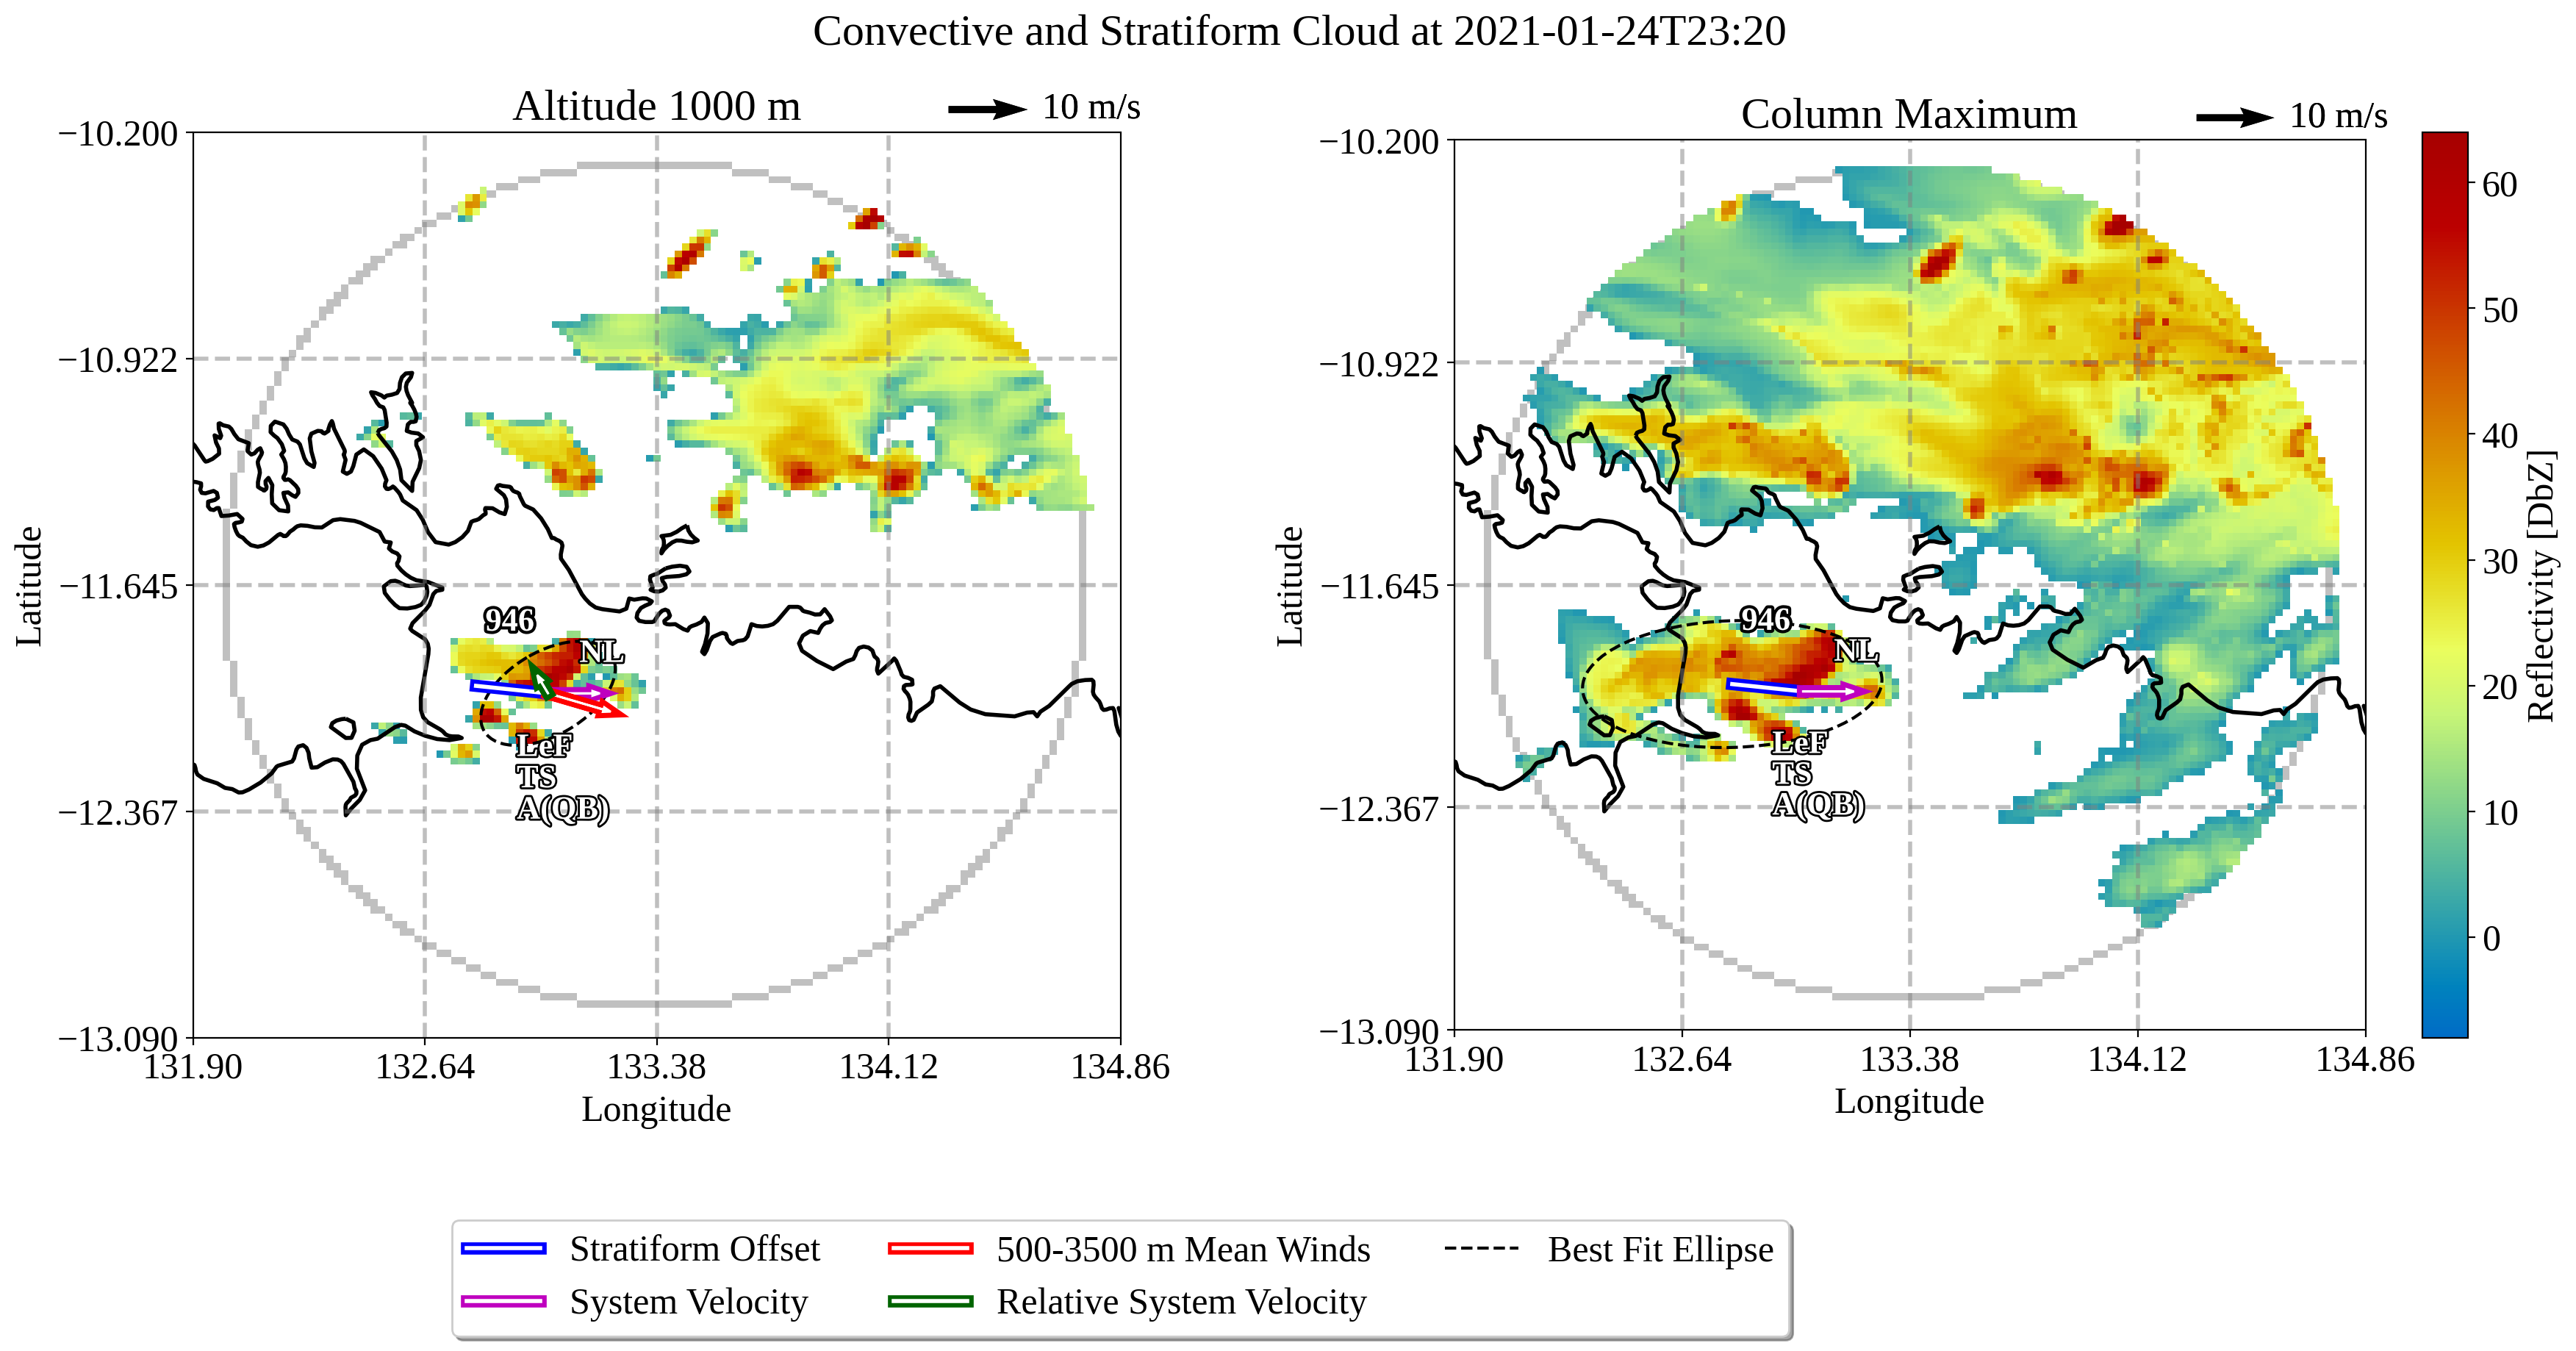 Convective and Stratiform Cloud at 2021-01-24T23:20
Altitude 1000 m
10 m/s
−10.200
−10.922
−11.645
−12.367
−13.090
131.90
132.64
133.38
134.12
134.86
Latitude
Longitude
946
NL
LeF
TS
A(QB)
Column Maximum
10 m/s
−10.200
−10.922
−11.645
−12.367
−13.090
131.90
132.64
133.38
134.12
134.86
Latitude
Longitude
946
NL
LeF
TS
A(QB)
60
50
40
30
20
10
0
Reflectivity [DbZ]
Stratiform Offset
System Velocity
500-3500 m Mean Winds
Relative System Velocity
Best Fit Ellipse